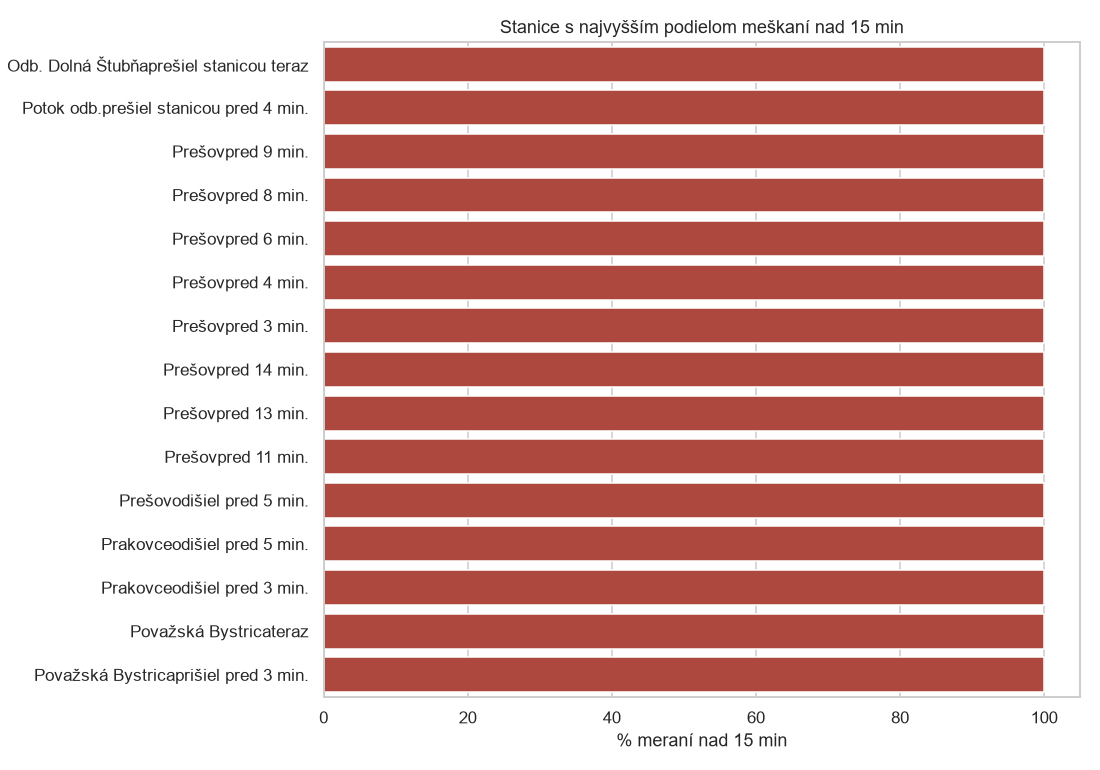 Stanice s najvyšším podielom meškaní nad 15 min
Odb. Dolná Štubňaprešiel stanicou teraz
Potok odb.prešiel stanicou pred 4 min.
Prešovpred 9 min.
Prešovpred 8 min.
Prešovpred 6 min.
Prešovpred 4 min.
Prešovpred 3 min.
Prešovpred 14 min.
Prešovpred 13 min.
Prešovpred 11 min.
Prešovodišiel pred 5 min.
Prakovceodišiel pred 5 min.
Prakovceodišiel pred 3 min.
Považská Bystricateraz
Považská Bystricaprišiel pred 3 min.
0 20 40 60 80 100
% meraní nad 15 min